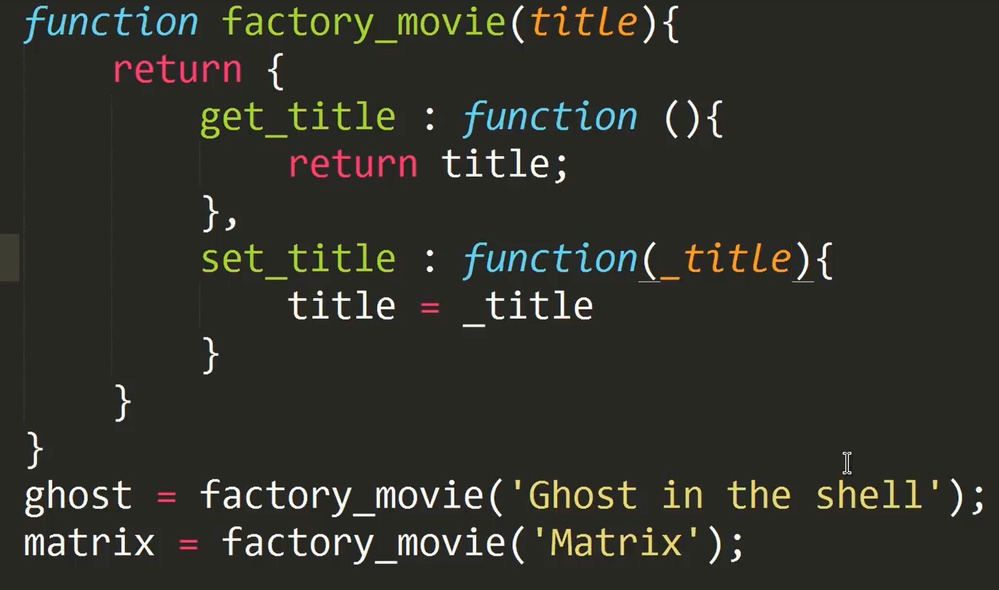 function factory_movie(title){
return {
get_title : function (){
return title;
},
set_title : function(_title){
title = _title
}
}
}
ghost = factory_movie('Ghost in the shell');
matrix = factory_movie('Matrix');